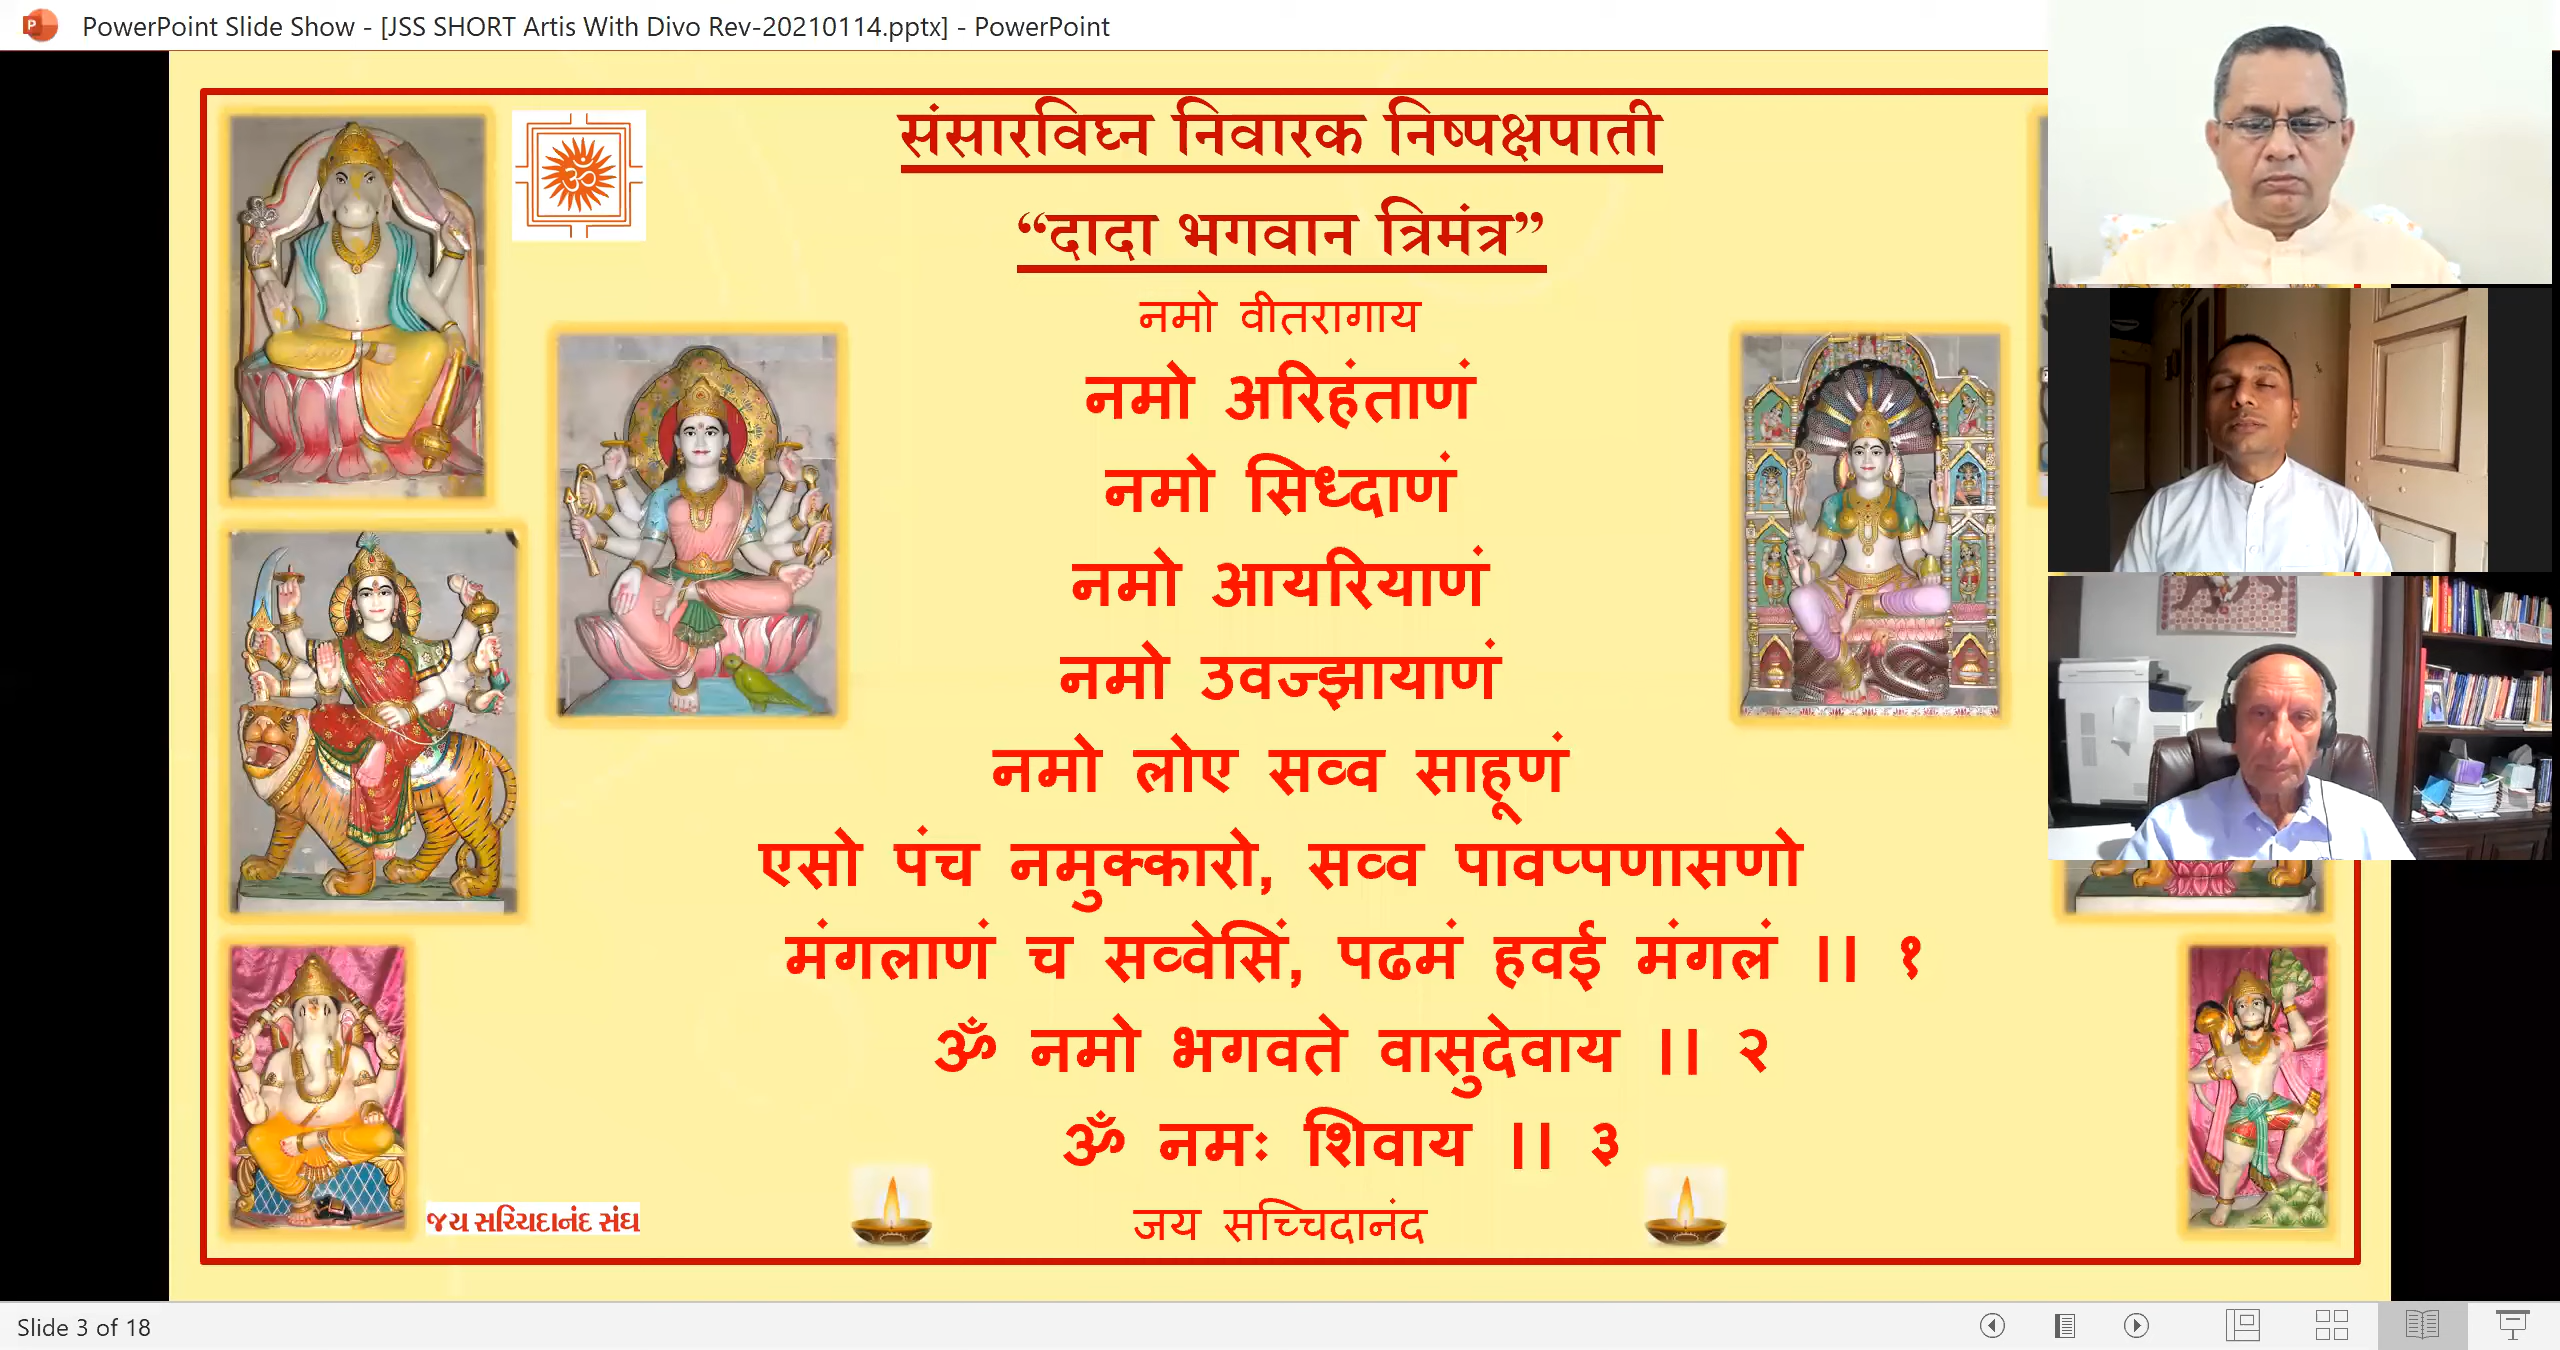 PowerPoint Slide Show - [JSS SHORT Artis With Divo Rev-20210114.pptx] - PowerPoint
संसारविघ्न निवारक निष्पक्षपाती
“दादा भगवान त्रिमंत्र”
नमो वीतरागाय
नमो अरिहंताणं
नमो सिध्दाणं
नमो आयरियाणं
नमो उवज्झायाणं
नमो लोए सव्व साहूणं
एसो पंच नमुक्कारो, सव्व पावप्पणासणो
मंगलाणं च सव्वेसिं, पढमं हवई मंगलं ।। १
ॐ नमो भगवते वासुदेवाय ।। २
ॐ नमः शिवाय ।। ३
जय सच्चिदानंद
જય સચ્ચિદાનંદ સંઘ
Slide 3 of 18